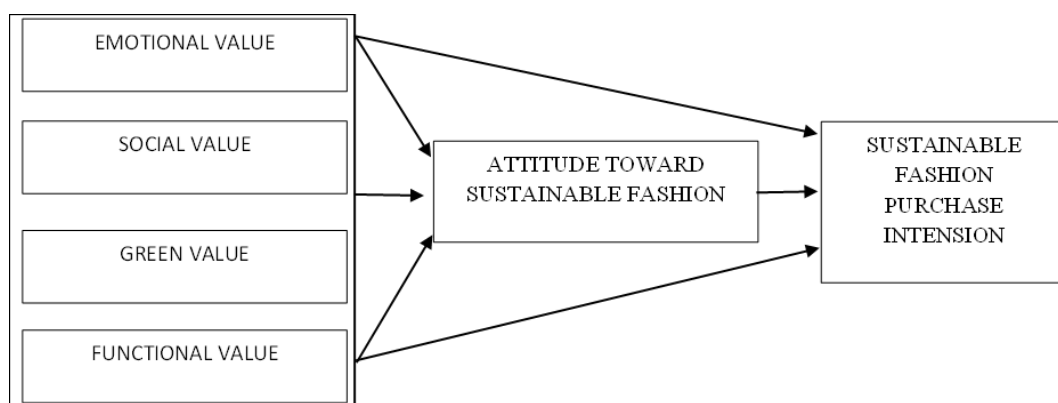 EMOTIONAL VALUE
SOCIAL VALUE
GREEN VALUE
FUNCTIONAL VALUE
ATTITUDE TOWARD
SUSTAINABLE FASHION
SUSTAINABLE
FASHION
PURCHASE
INTENSION